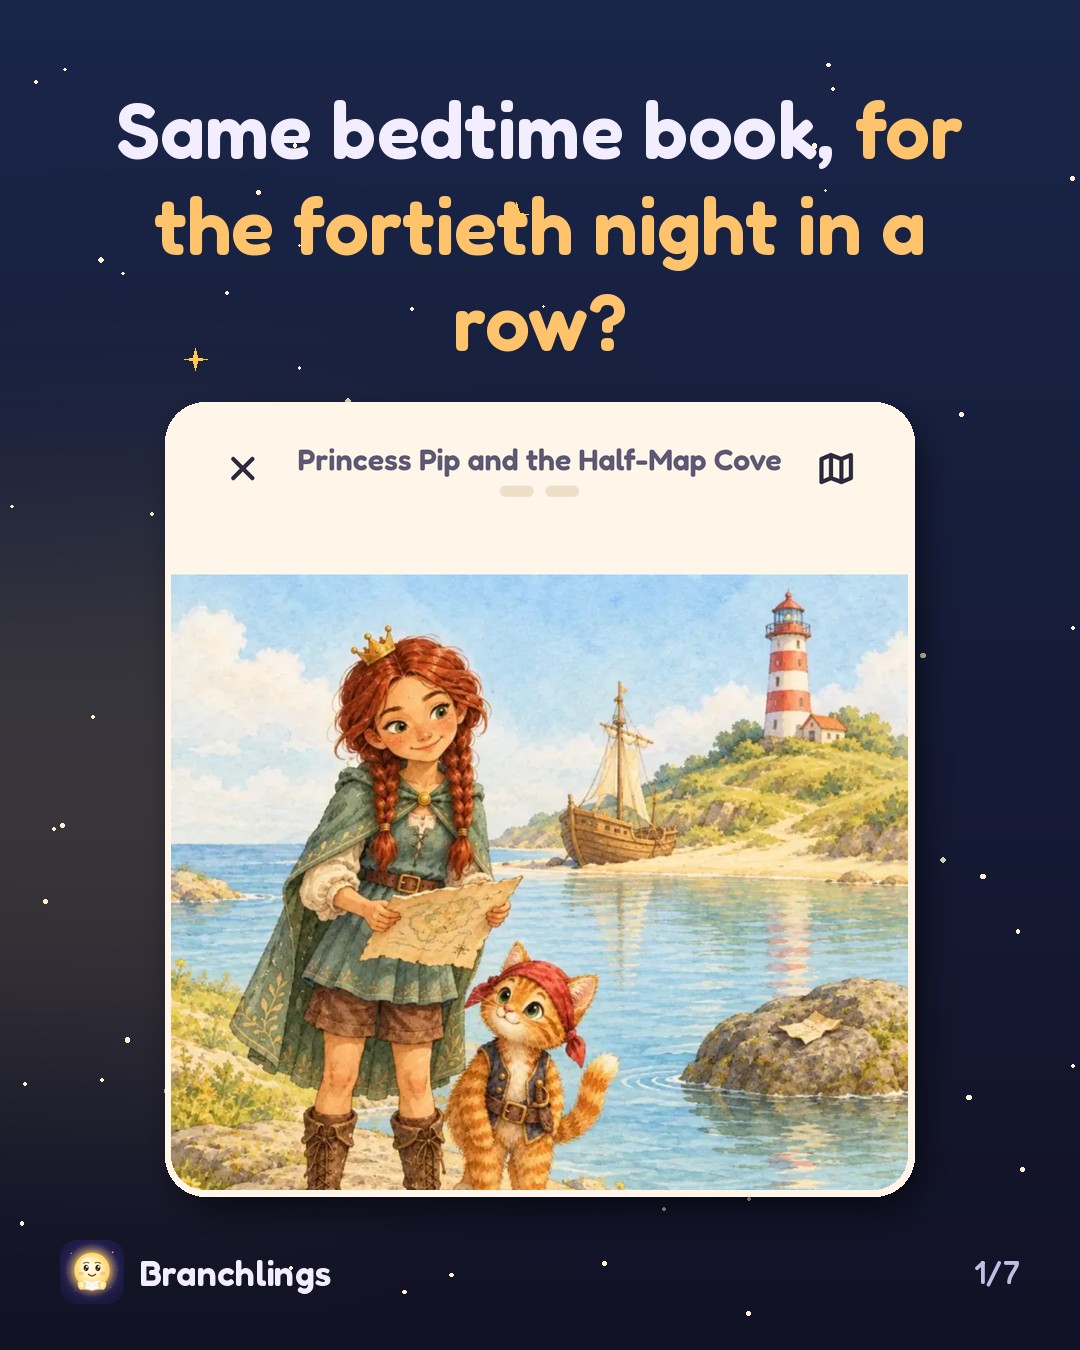 Same bedtime book, for
the fortieth night in a
row?
Princess Pip and the Half-Map Cove
Branchlings
1/7